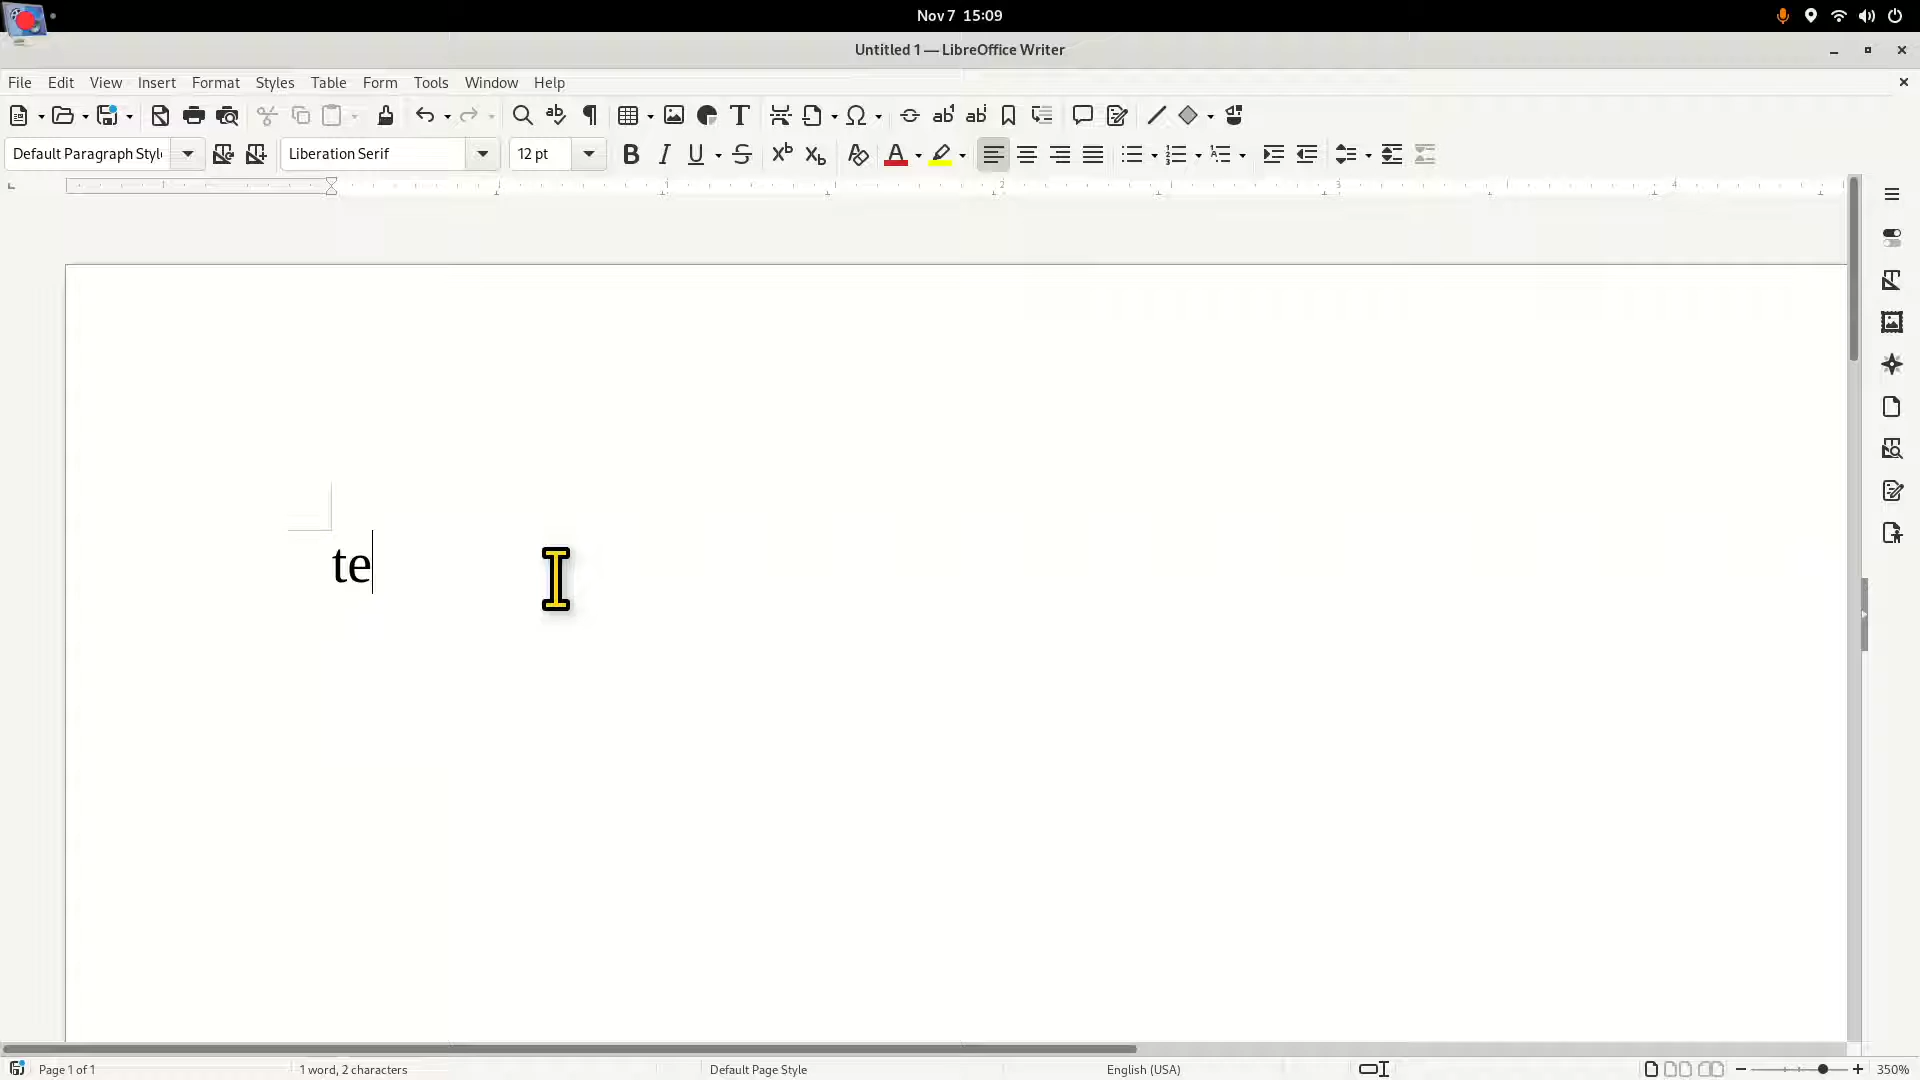 Nov 7 15:09
Untitled 1 — LibreOffice Writer
File Edit View Insert Format Styles Table Form Tools Window Help
Default Paragraph Styl Liberation Serif 12 pt
te
Page 1 of 1 1 word, 2 characters Default Page Style English (USA) 350%